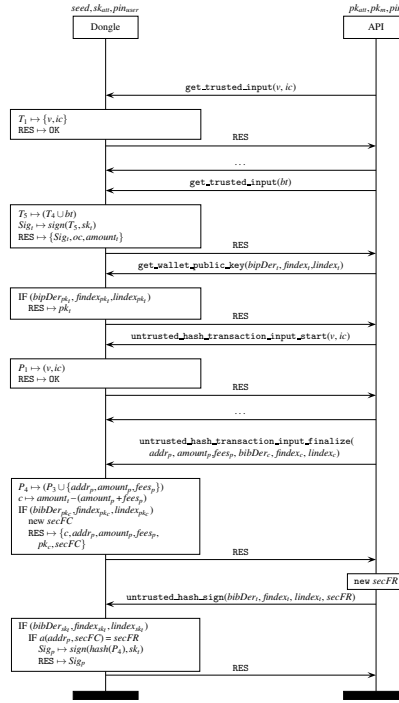 seed, sk_att, pin_user
pk_att, pk_m, pin
Dongle
API
get_trusted_input(v, ic)
T_1 ↦ {v, ic}
RES ↦ OK
RES
...
get_trusted_input(bt)
T_5 ↦ (T_4 ∪ bt)
Sig_t ↦ sign(T_5, sk_t)
RES ↦ {Sig_t, oc, amount_t}
RES
get_wallet_public_key(bipDer_t, findex_t, lindex_t)
IF (bipDer_pk_t, findex_pk_t, lindex_pk_t)
RES ↦ pk_t
RES
untrusted_hash_transaction_input_start(v, ic)
P_1 ↦ (v, ic)
RES ↦ OK
RES
...
untrusted_hash_transaction_input_finalize(
addr_p, amount_p, fees_p, bibDer_c, findex_c, lindex_c)
P_4 ↦ (P_3 ∪ {addr_p, amount_p, fees_p})
c ↦ amount_t − (amount_p + fees_p)
IF (bibDer_pk_c, findex_pk_c, lindex_pk_c)
new secFC
RES ↦ {c, addr_p, amount_p, fees_p,
pk_c, secFC}
RES
new secFR
untrusted_hash_sign(bibDer_t, findex_t, lindex_t, secFR)
IF (bibDer_sk_t, findex_sk_t, lindex_sk_t)
IF a(addr_p, secFC) = secFR
Sig_p ↦ sign(hash(P_4), sk_t)
RES ↦ Sig_p
RES